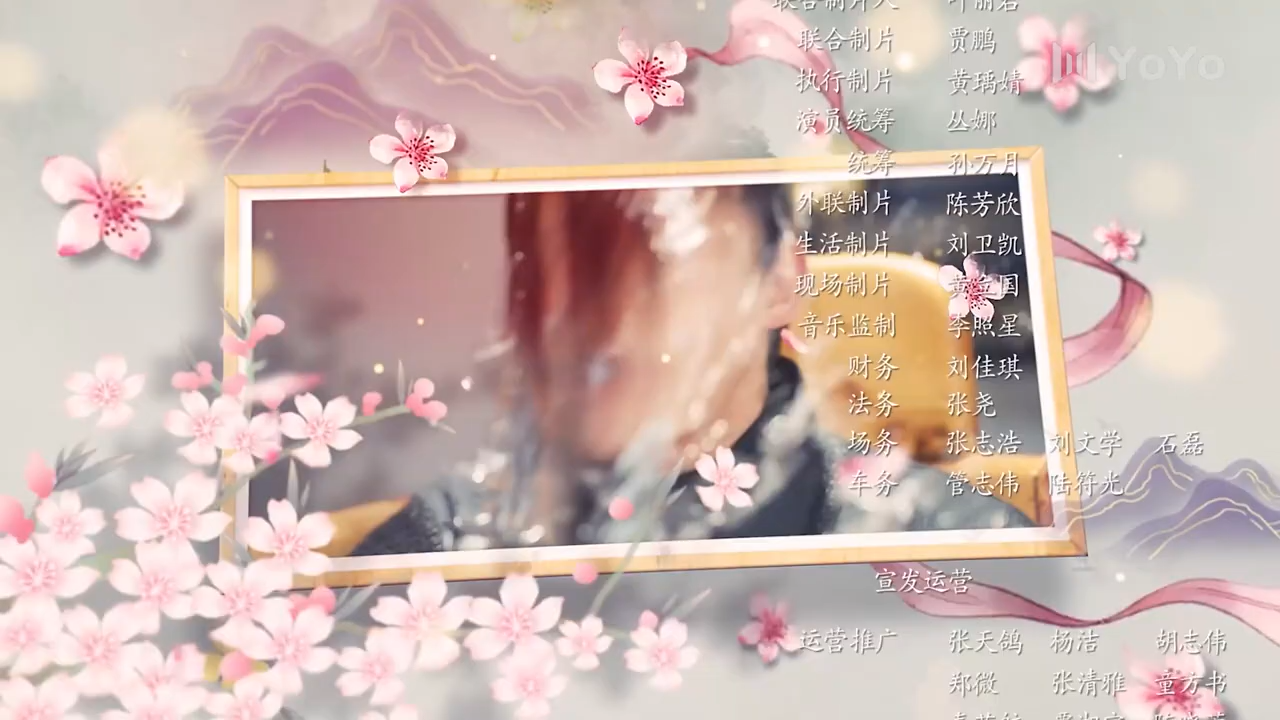 YoYo
联合制片 贾鹏
执行制片 黄瑀婧
演员统筹 丛娜
统筹 孙万月
外联制片 陈芳欣
生活制片 刘卫凯
现场制片 黄 国
音乐监制 李照星
财务 刘佳琪
法务 张尧
场务 张志浩 刘文学 石磊
车务 管志伟 陆符光
宣发运营
运营推广 张天鸽 杨洁 胡志伟
郑微 张清雅 童方书